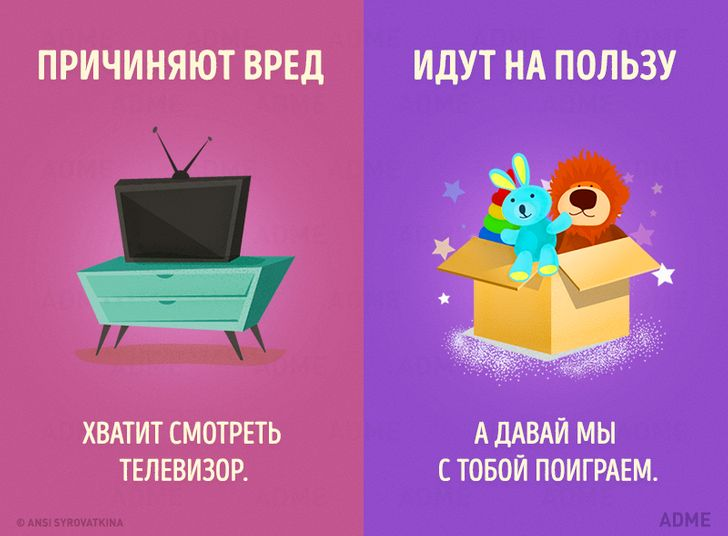 ПРИЧИНЯЮТ ВРЕД
ИДУТ НА ПОЛЬЗУ
ХВАТИТ СМОТРЕТЬ
ТЕЛЕВИЗОР.
А ДАВАЙ МЫ
С ТОБОЙ ПОИГРАЕМ.
© ANSI SYROVATKINA
ADME